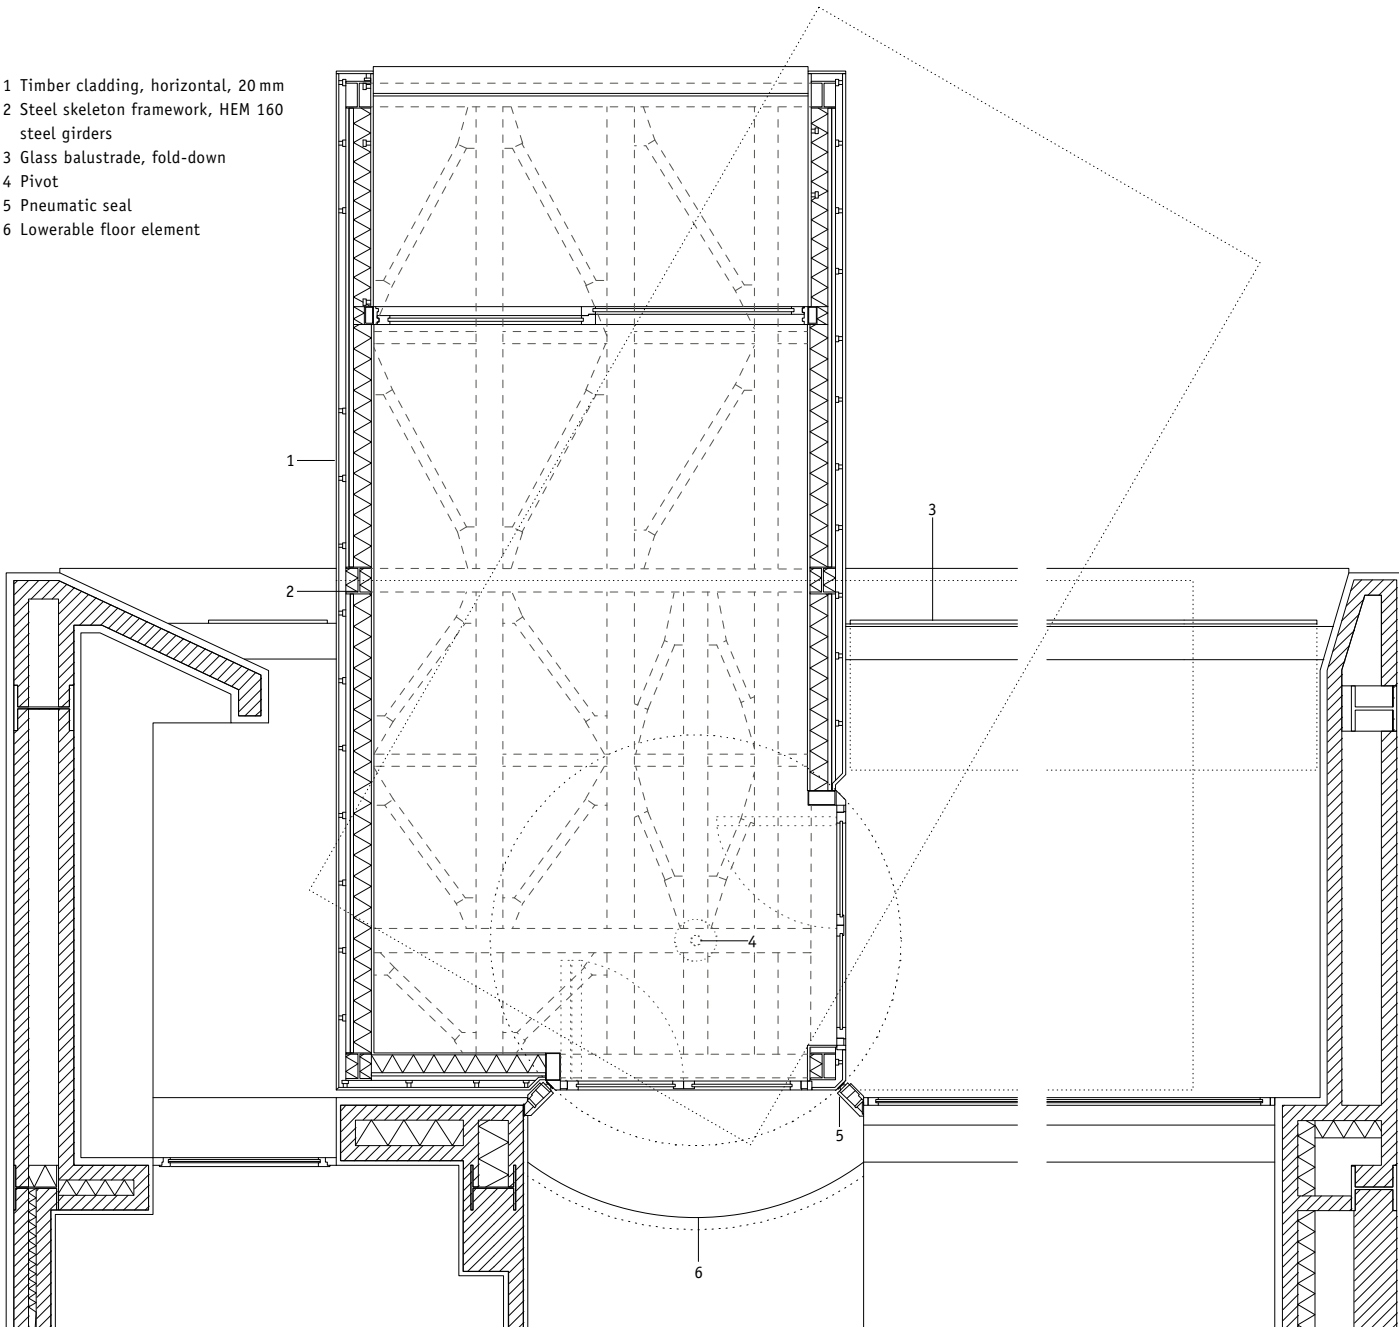 1 Timber cladding, horizontal, 20 mm
2 Steel skeleton framework, HEM 160
steel girders
3 Glass balustrade, fold-down
4 Pivot
5 Pneumatic seal
6 Lowerable floor element
1
3
2
4
5
6